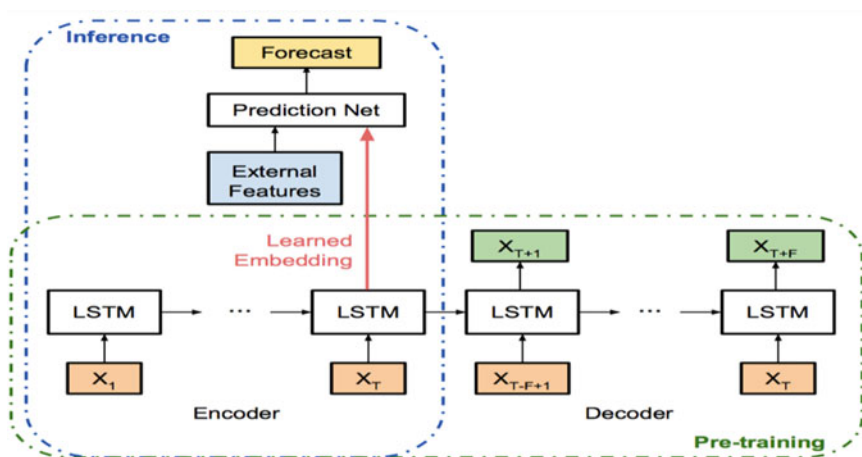 Inference
Forecast
Prediction Net
External
Features
Learned
Embedding
X_{T+1}
X_{T+F}
LSTM
...
LSTM
LSTM
...
LSTM
X_1
X_T
X_{T-F+1}
X_T
Encoder
Decoder
Pre-training